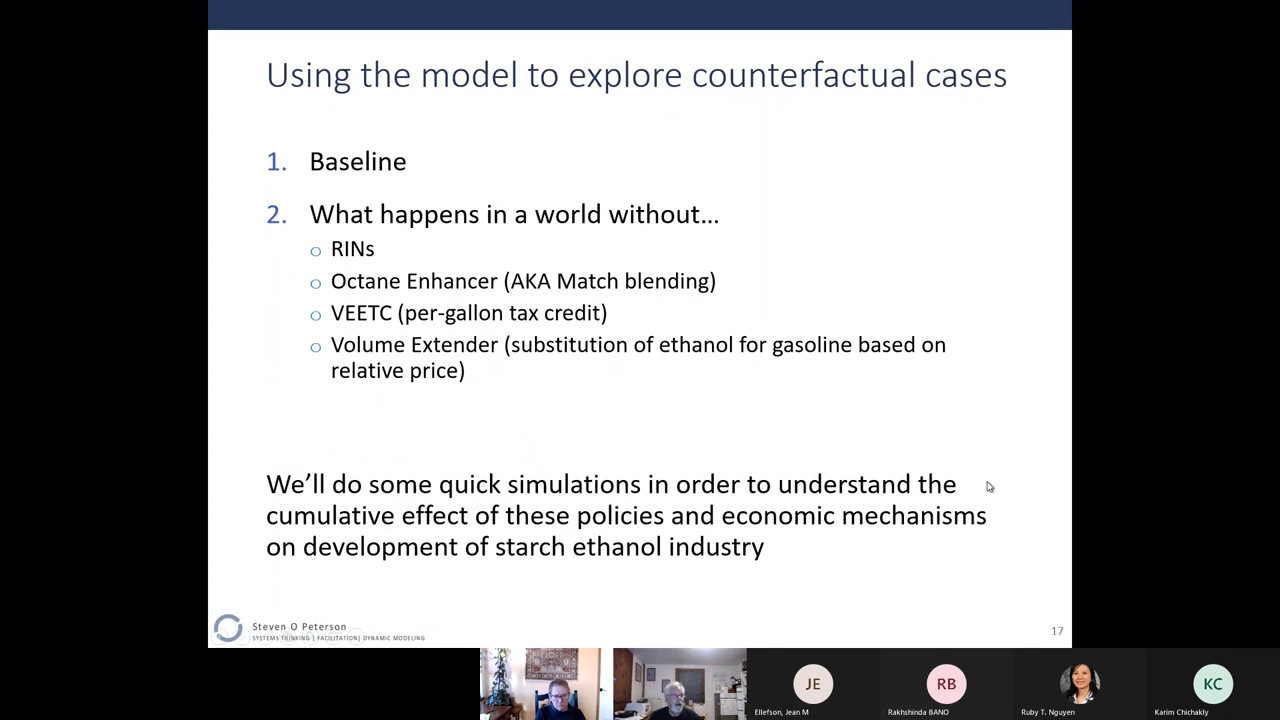 Using the model to explore counterfactual cases
1. Baseline
2. What happens in a world without…
o RINs
o Octane Enhancer (AKA Match blending)
o VEETC (per-gallon tax credit)
o Volume Extender (substitution of ethanol for gasoline based on
relative price)
We’ll do some quick simulations in order to understand the
cumulative effect of these policies and economic mechanisms
on development of starch ethanol industry
Steven O Peterson
SYSTEMS THINKING | FACILITATION| DYNAMIC MODELING
17
JE
RB
KC
Ellefson, Jean M
Rakhshinda BANO
Ruby T. Nguyen
Karim Chichakly